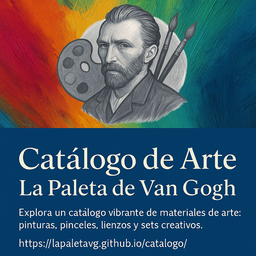 Catálogo de Arte
La Paleta de Van Gogh
Explora un catálogo vibrante de materiales de arte:
pinturas, pinceles, lienzos y sets creativos.
https://lapaletavg.github.io/catalogo/